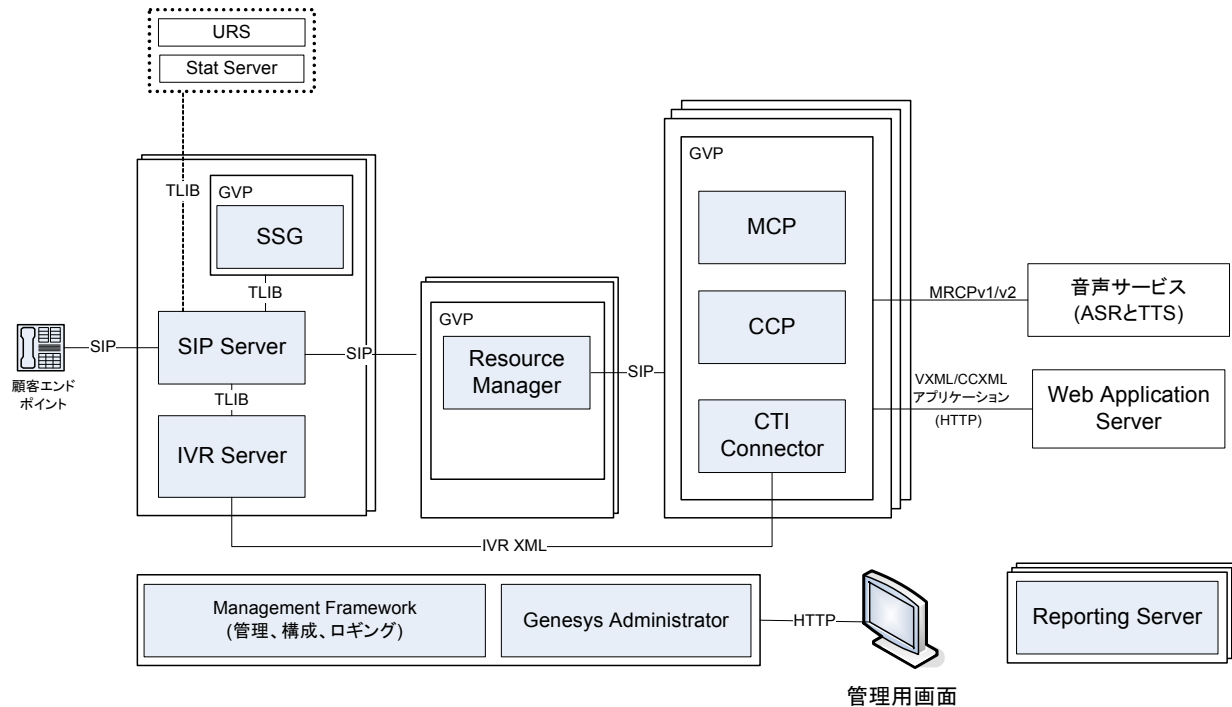 URS
Stat Server
TLIB
GVP
SSG
TLIB
SIP
SIP Server
TLIB
IVR Server
顧客エンド
ポイント
SIP
GVP
Resource
Manager
SIP
GVP
MCP
CCP
CTI
Connector
MRCPv1/v2
音声サービス
(ASRとTTS)
VXML/CCXML
アプリケーション
(HTTP)
Web Application
Server
IVR XML
Management Framework
(管理、構成、ロギング)
Genesys Administrator
HTTP
管理用画面
Reporting Server